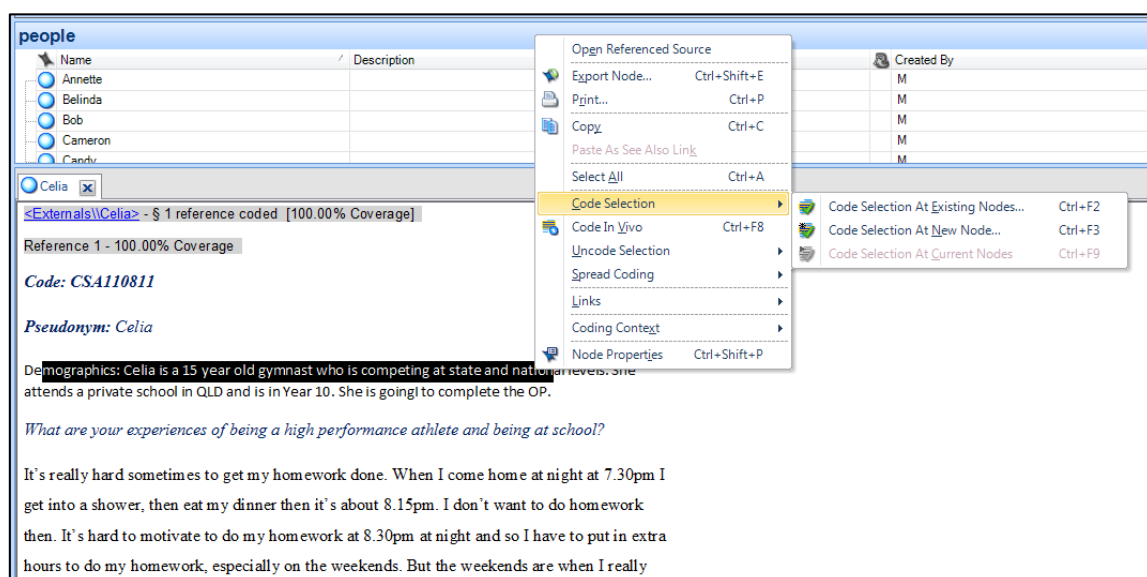 people
Name / Description Created By
Annette M
Belinda M
Bob M
Cameron M
Candy M
Open Referenced Source
Export Node... Ctrl+Shift+E
Print... Ctrl+P
Copy Ctrl+C
Paste As See Also Link
Select All Ctrl+A
Code Selection
Code In Vivo Ctrl+F8
Uncode Selection
Spread Coding
Links
Coding Context
Node Properties Ctrl+Shift+P
Code Selection At Existing Nodes... Ctrl+F2
Code Selection At New Node... Ctrl+F3
Code Selection At Current Nodes Ctrl+F9
Celia x
<Externals\\Celia> - § 1 reference coded [100.00% Coverage]
Reference 1 - 100.00% Coverage
Code: CSA110811
Pseudonym: Celia
Demographics: Celia is a 15 year old gymnast who is competing at state and national levels. She
attends a private school in QLD and is in Year 10. She is goingI to complete the OP.
What are your experiences of being a high performance athlete and being at school?
It's really hard sometimes to get my homework done. When I come home at night at 7.30pm I
get into a shower, then eat my dinner then it's about 8.15pm. I don't want to do homework
then. It's hard to motivate to do my homework at 8.30pm at night and so I have to put in extra
hours to do my homework, especially on the weekends. But the weekends are when I really